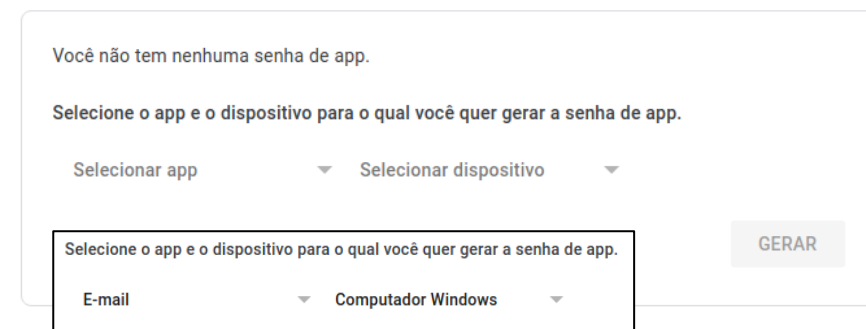 Você não tem nenhuma senha de app.
Selecione o app e o dispositivo para o qual você quer gerar a senha de app.
Selecionar app Selecionar dispositivo
GERAR
Selecione o app e o dispositivo para o qual você quer gerar a senha de app.
E-mail Computador Windows